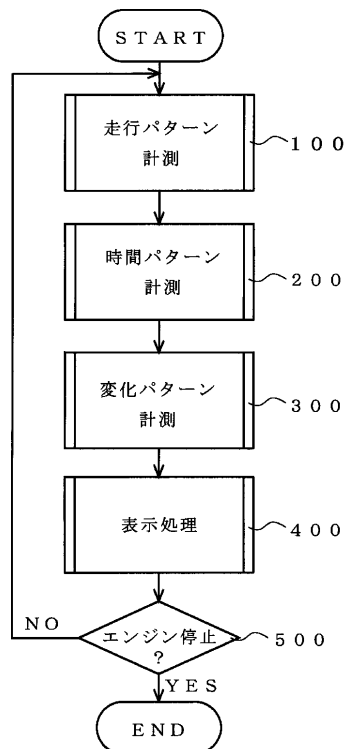 START
走行パターン
計測
100
時間パターン
計測
200
変化パターン
計測
300
表示処理
400
エンジン停止
?
500
NO
YES
END